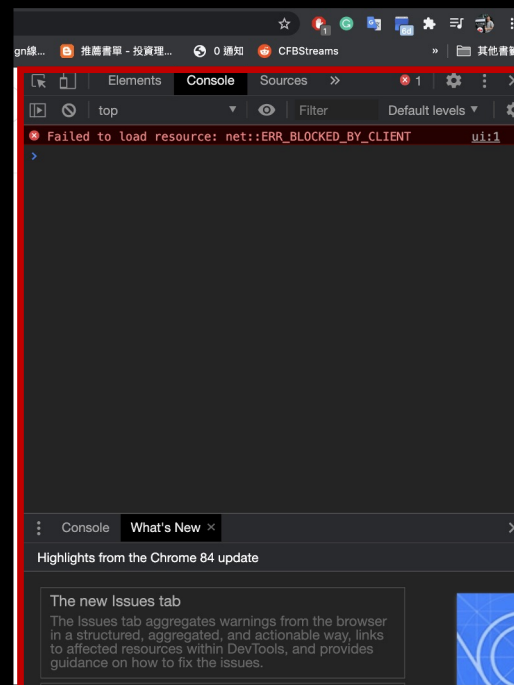 1
6d
gn線... 推薦書單 - 投資理... 0 通知 CFBStreams » 其他書
Elements Console Sources » 1
top Filter Default levels
Failed to load resource: net::ERR_BLOCKED_BY_CLIENT ui:1
Console What's New
Highlights from the Chrome 84 update
The new Issues tab
The Issues tab aggregates warnings from the browser
in a structured, aggregated, and actionable way, links
to affected resources within DevTools, and provides
guidance on how to fix the issues.